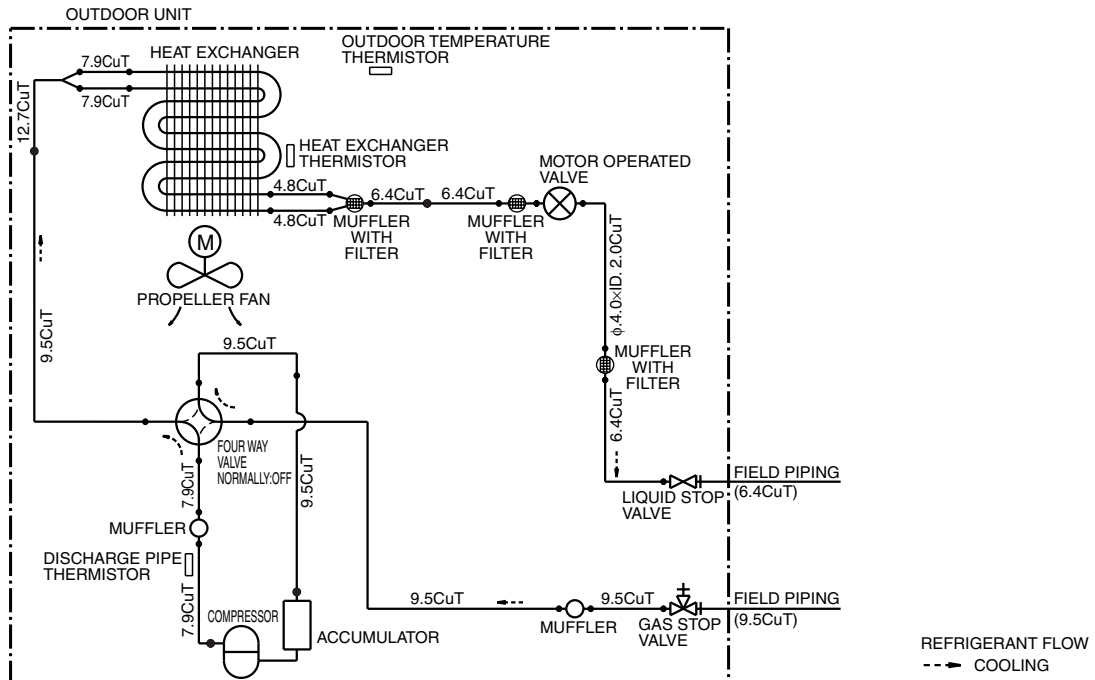 OUTDOOR UNIT
HEAT EXCHANGER
OUTDOOR TEMPERATURE
THERMISTOR
7.9CuT
7.9CuT
12.7CuT
HEAT EXCHANGER
THERMISTOR
MOTOR OPERATED
VALVE
4.8CuT
4.8CuT
6.4CuT
6.4CuT
MUFFLER
WITH
FILTER
MUFFLER
WITH
FILTER
M
PROPELLER FAN
ϕ.4.0×ID. 2.0CuT
9.5CuT
9.5CuT
MUFFLER
WITH
FILTER
6.4CuT
FOUR WAY
VALVE
NORMALLY:OFF
7.9CuT
9.5CuT
LIQUID STOP
VALVE
FIELD PIPING
(6.4CuT)
MUFFLER
DISCHARGE PIPE
THERMISTOR
7.9CuT
COMPRESSOR
ACCUMULATOR
9.5CuT
9.5CuT
MUFFLER
GAS STOP
VALVE
FIELD PIPING
(9.5CuT)
REFRIGERANT FLOW
COOLING